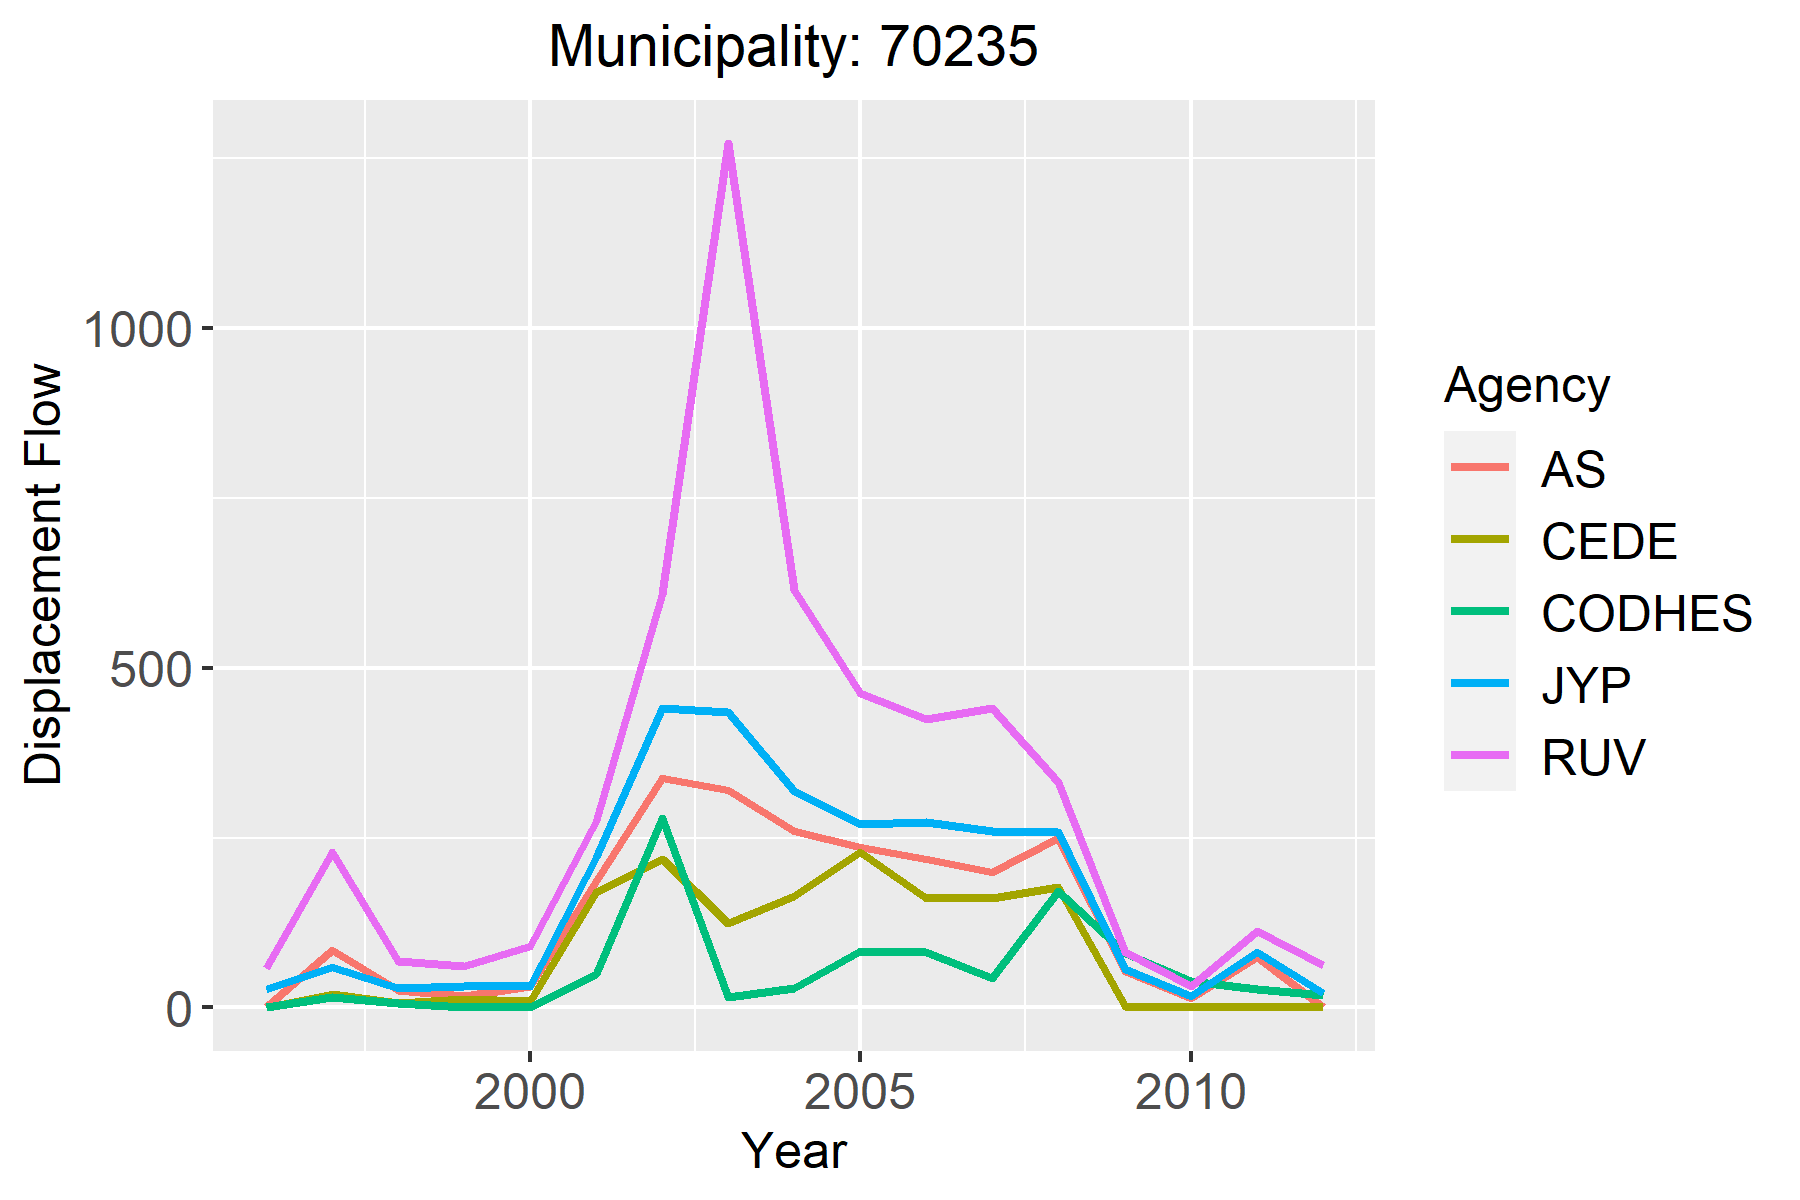 Municipality: 70235
Displacement Flow
1000
500
0
2000 2005 2010
Year
Agency
AS
CEDE
CODHES
JYP
RUV